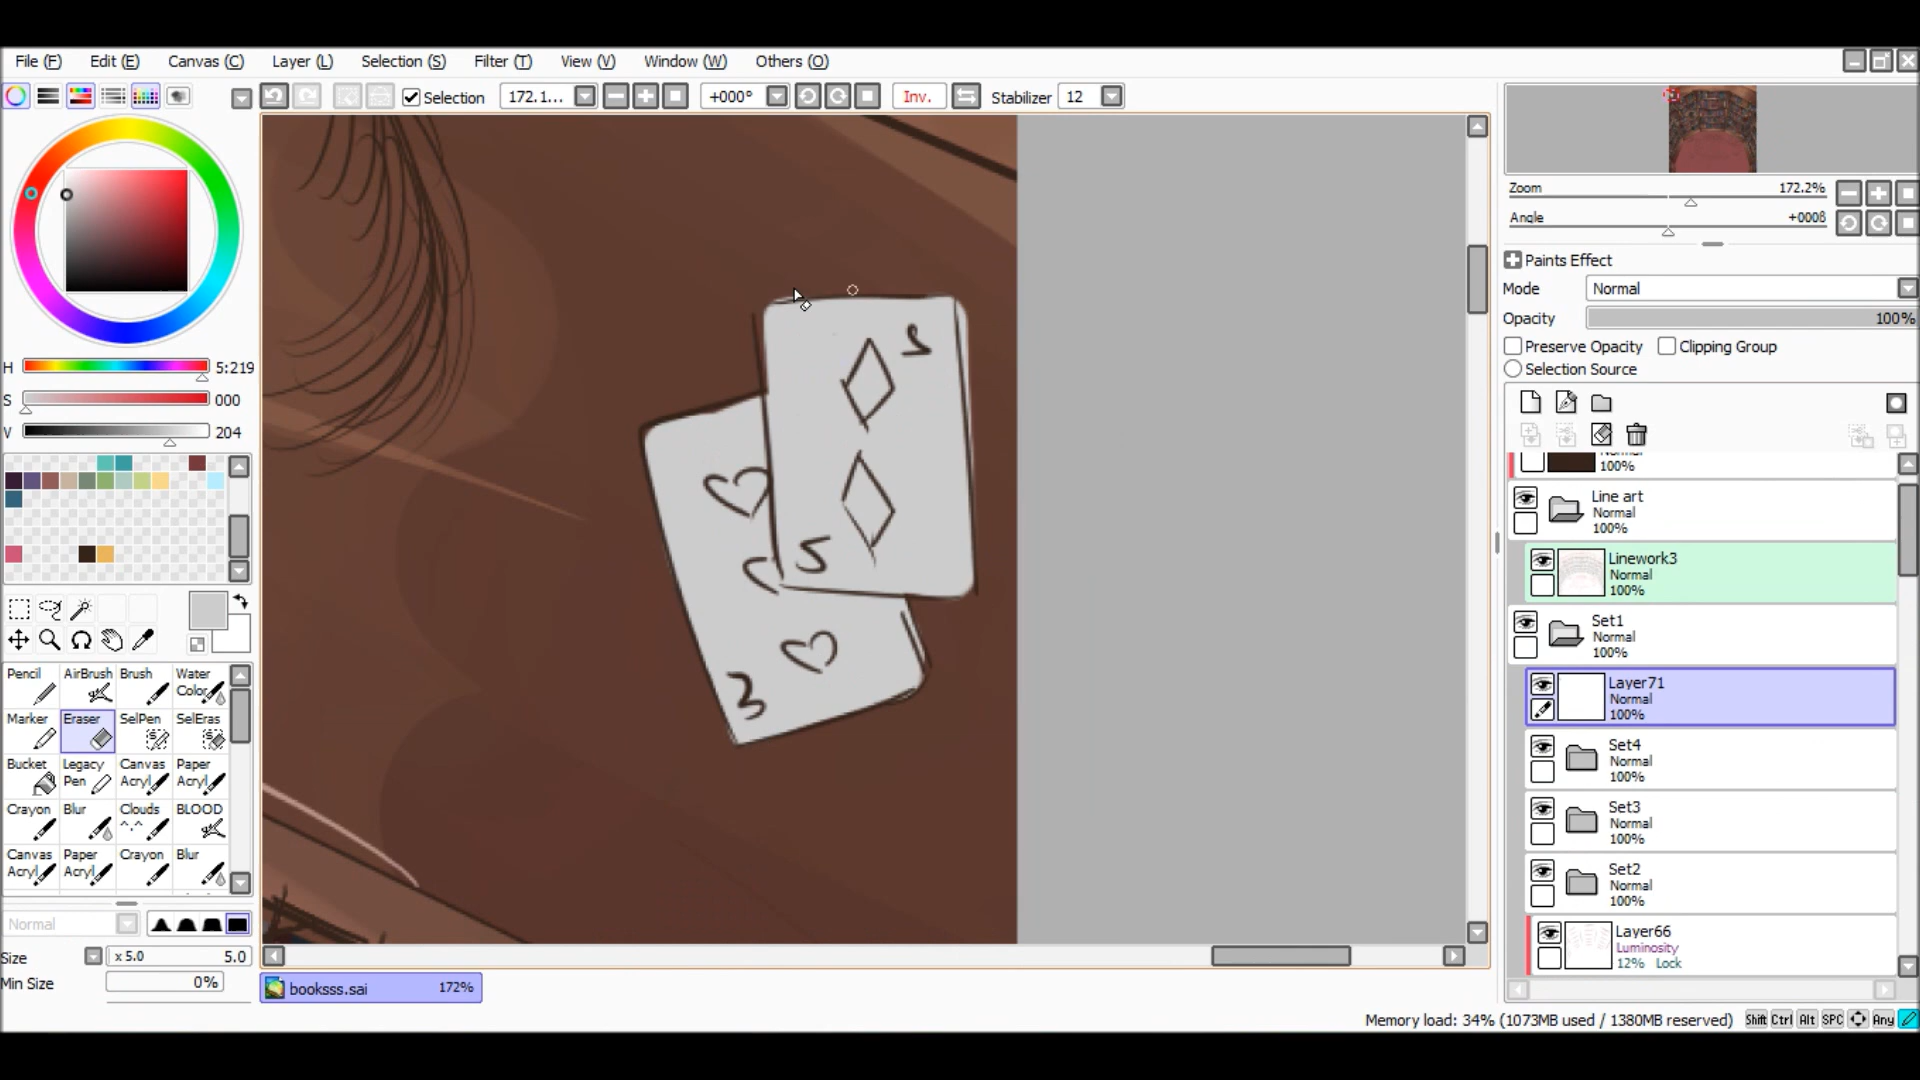 File (F) Edit (E) Canvas (C) Layer (L) Selection (S) Filter (T) View (V) Window (W) Others (O)
Selection 172.1... +000° Inv. Stabilizer 12
Zoom 172.2%
Angle +000ß
Paints Effect
Mode Normal
Opacity 100%
Preserve Opacity Clipping Group
Selection Source
H 5:219
S 000
V 204
100%
Line art
Normal
100%
Linework3
Normal
100%
Set1
Normal
100%
Layer71
Normal
100%
Set4
Normal
100%
Set3
Normal
100%
Set2
Normal
100%
Layer66
Luminosity
12% Lock
2
3
Pencil AirBrush Brush Water Color
Marker Eraser SelPen SelEras
Bucket Legacy Pen Canvas Acryl Paper Acryl
Crayon Blur Clouds BLOOD
Canvas Acryl Paper Acryl Crayon Blur
Normal
Size x 5.0 5.0
Min Size 0%
booksss.sai 172%
Memory load: 34% (1073MB used / 1380MB reserved) Shift Ctrl Alt SPC Any